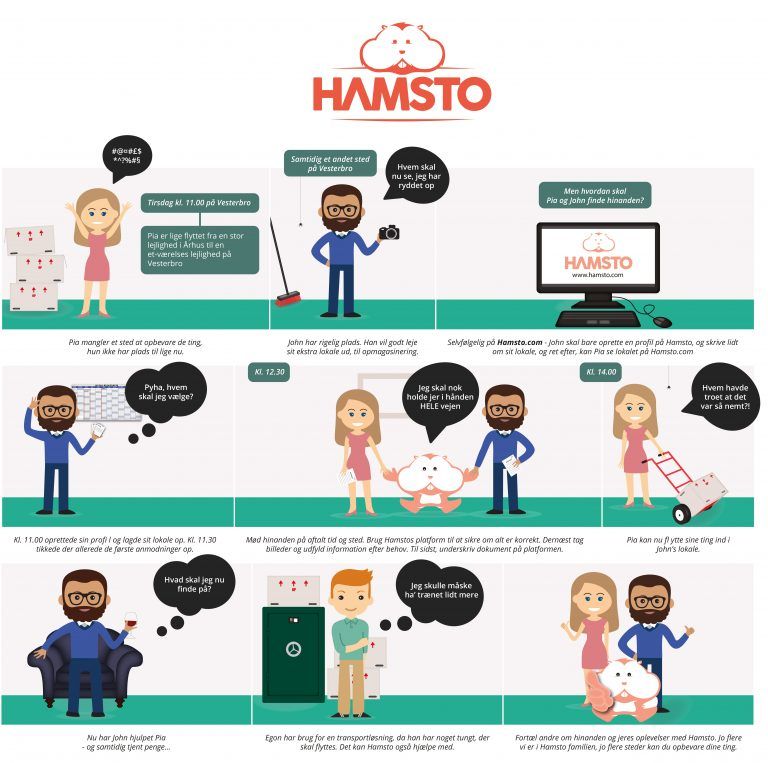 HAMSTO
#@¤#£$
*^?%#§
Tirsdag kl. 11.00 på Vesterbro
Pia er lige flyttet fra en stor
lejlighed i Århus til en
et-værelses lejlighed på
Vesterbro
Samtidig et andet sted
på Vesterbro
Hvem skal
nu se, jeg har
ryddet op
Men hvordan skal
Pia og John finde hinanden?
HAMSTO
www.hamsto.com
Pia mangler et sted at opbevare de ting,
hun ikke har plads til lige nu.
John har rigelig plads. Han vil godt leje
sit ekstra lokale ud, til opmagasinering.
Selvfølgelig på Hamsto.com - John skal bare oprette en profil på Hamsto, og skrive lidt
om sit lokale, og ret efter, kan Pia se lokalet på Hamsto.com
Pyha, hvem
skal jeg vælge?
Kl. 12.30
Jeg skal nok
holde jer i hånden
HELE vejen
Kl. 14.00
Hvem havde
troet at det
var så nemt?!
Kl. 11.00 oprettede sin profil og lagde sit lokale op. Kl. 11.30
tikkede der allerede de første anmodninger op.
Mød hinanden på aftalt tid og sted. Brug Hamstos platform til at sikre om alt er korrekt. Dernæst tag
billeder og udfyld information efter behov. Til sidst, underskriv dokument på platformen.
Pia kan nu fl ytte sine ting ind i
John's lokale.
Hvad skal jeg nu
finde på?
Jeg skulle måske
ha' trænet lidt mere
Nu har John hjulpet Pia
- og samtidig tjent penge...
Egon har brug for en transportløsning, da han har noget tungt, der
skal flyttes. Det kan Hamsto også hjælpe med.
Fortæl andre om hinanden og jeres oplevelser med Hamsto. Jo flere
vi er i Hamsto familien, jo flere steder kan du opbevare dine ting.